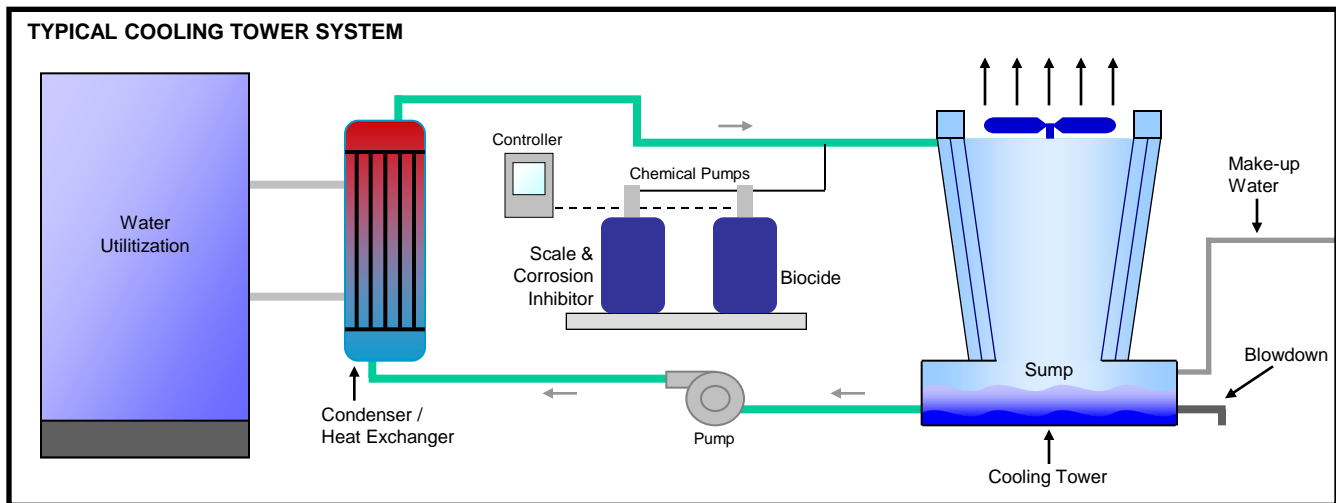 TYPICAL COOLING TOWER SYSTEM
Water
Utilitization
Controller
Chemical Pumps
Scale &
Corrosion
Inhibitor
Biocide
Make-up
Water
Sump
Blowdown
Condenser /
Heat Exchanger
Pump
Cooling Tower